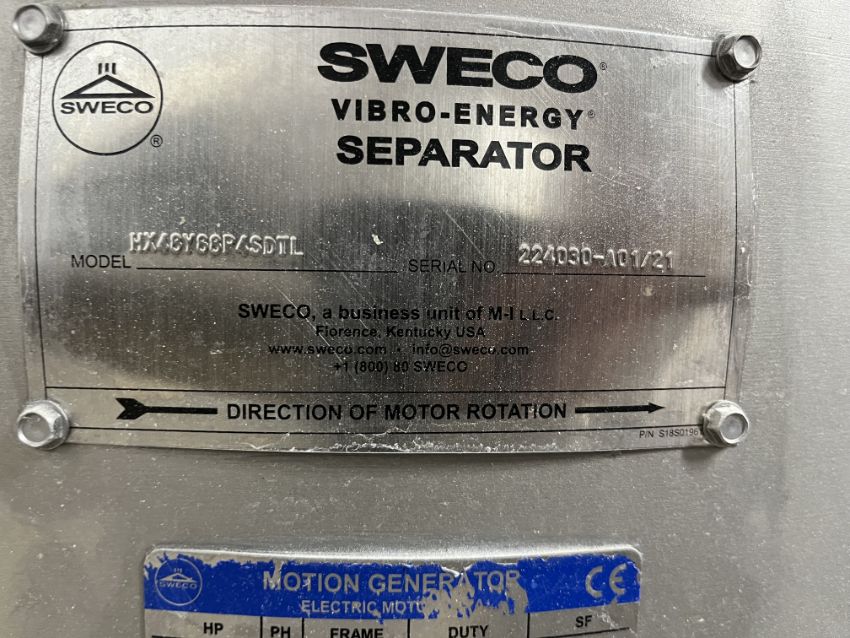 SWECO
®
SWECO®
VIBRO-ENERGY®
SEPARATOR
MODEL
SERIAL NO. 224030-A01/21
SWECO, a business unit of M-I L.L.C.
Florence, Kentucky USA
www.sweco.com • info@sweco.com
+1 (800) 80 SWECO
DIRECTION OF MOTOR ROTATION
P/N S18S0196
SWECO
MOTION GENERATOR
CE
ELECTRIC
HP PH FRAME DUTY SF